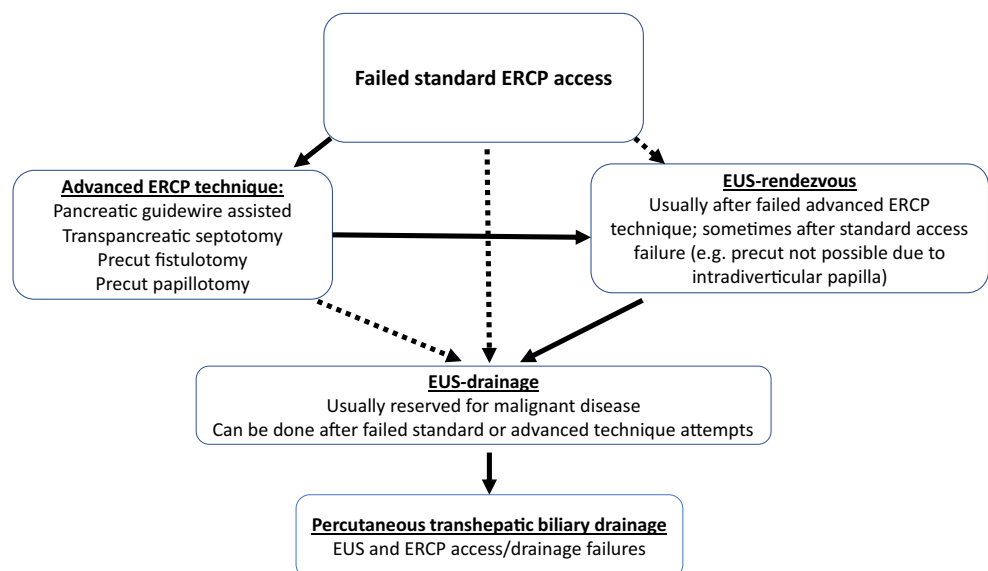 Failed standard ERCP access
Advanced ERCP technique:
Pancreatic guidewire assisted
Transpancreatic septotomy
Precut fistulotomy
Precut papillotomy
EUS-rendezvous
Usually after failed advanced ERCP
technique; sometimes after standard access
failure (e.g. precut not possible due to
intradiverticular papilla)
EUS-drainage
Usually reserved for malignant disease
Can be done after failed standard or advanced technique attempts
Percutaneous transhepatic biliary drainage
EUS and ERCP access/drainage failures